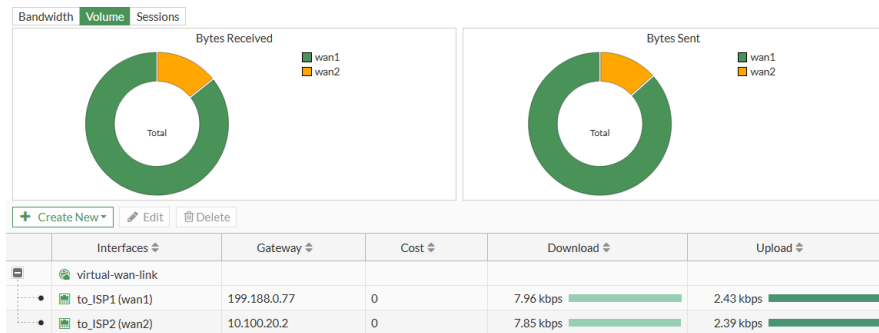 Bandwidth Volume Sessions
Bytes Received
wan1
wan2
Total
Bytes Sent
wan1
wan2
Total
Create New Edit Delete
Interfaces Gateway Cost Download Upload
virtual-wan-link
to_ISP1 (wan1) 199.188.0.77 0 7.96 kbps 2.43 kbps
to_ISP2 (wan2) 10.100.20.2 0 7.85 kbps 2.39 kbps